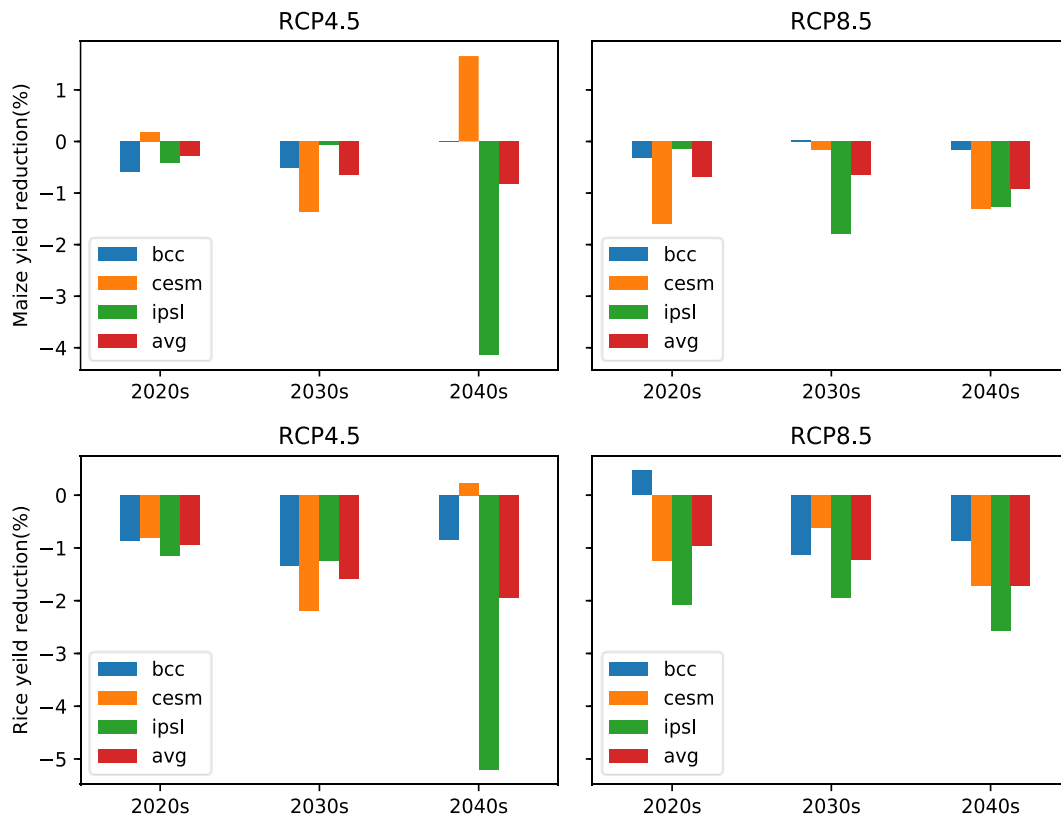 RCP4.5
RCP8.5
Maize yield reduction(%)
1
0
−1
−2
−3
−4
bcc
cesm
ipsl
avg
2020s
2030s
2040s
bcc
cesm
ipsl
avg
2020s
2030s
2040s
RCP4.5
RCP8.5
Rice yeild reduction(%)
0
−1
−2
−3
−4
−5
bcc
cesm
ipsl
avg
2020s
2030s
2040s
bcc
cesm
ipsl
avg
2020s
2030s
2040s